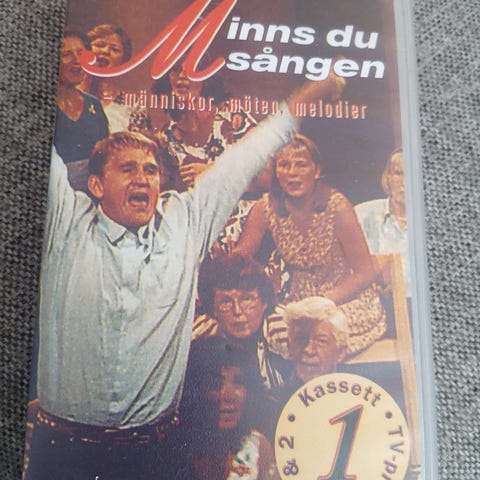 Minns du
sången
- människor, möten, melodier
& 2 • Kassett • TV-p
1